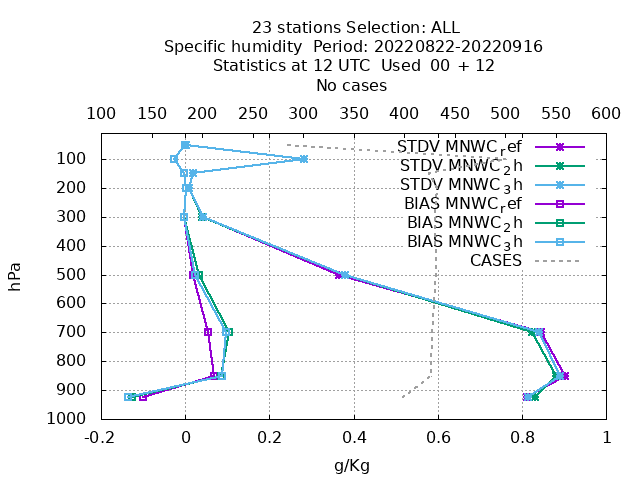 23 stations Selection: ALL
Specific humidity  Period: 20220822-20220916
Statistics at 12 UTC  Used  00 + 12
No cases
100 150 200 250 300 350 400 450 500 550 600
STDV MNWC_ref
STDV MNWC_2h
STDV MNWC_3h
BIAS MNWC_ref
BIAS MNWC_2h
BIAS MNWC_3h
CASES
hPa
100
200
300
400
500
600
700
800
900
1000
-0.2 0 0.2 0.4 0.6 0.8 1
g/Kg